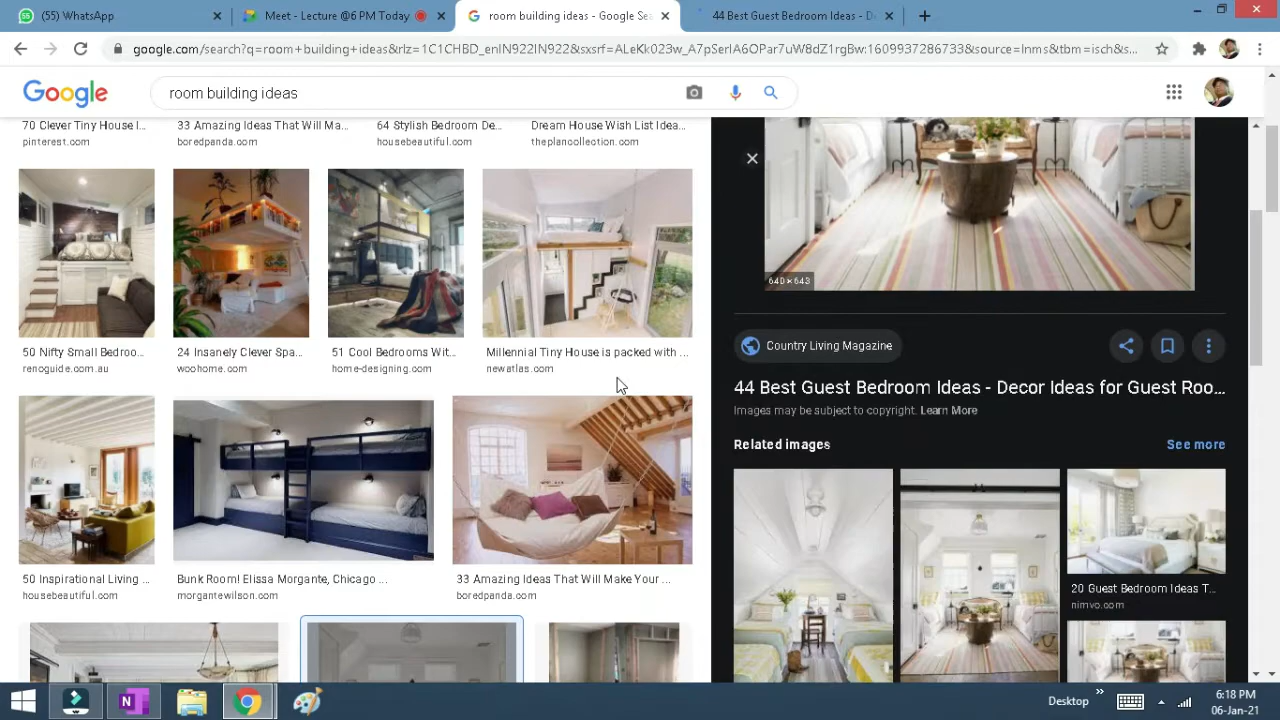 (55) WhatsApp
Meet - Lecture @6 PM Today
room building ideas - Google Se
44 Best Guest Bedroom Ideas - D
google.com/search?q=room+building+ideas&rlz=1C1CHBD_enIN922IN922&sxsrf=ALeKk023w_A7pSerIA6OPar7uW8dZ1rgBw:1609937286733&source=lnms&tbm=isch&s...
Google
room building ideas
70 Clever Tiny House I...
pinterest.com
33 Amazing Ideas That Will Ma...
boredpanda.com
64 Stylish Bedroom De...
housebeautiful.com
Dream House Wish List Idea...
theplancollection.com
50 Nifty Small Bedroo...
renoguide.com.au
24 Insanely Clever Spa...
woohome.com
51 Cool Bedrooms Wit...
home-designing.com
Millennial Tiny House is packed with ...
newatlas.com
50 Inspirational Living ...
housebeautiful.com
Bunk Room! Elissa Morgante, Chicago ...
morgantewilson.com
33 Amazing Ideas That Will Make Your ...
boredpanda.com
640×643
Country Living Magazine
44 Best Guest Bedroom Ideas - Decor Ideas for Guest Roo...
Images may be subject to copyright. Learn More
Related images
See more
20 Guest Bedroom Ideas T...
nimvo.com
Desktop
6:18 PM
06-Jan-21